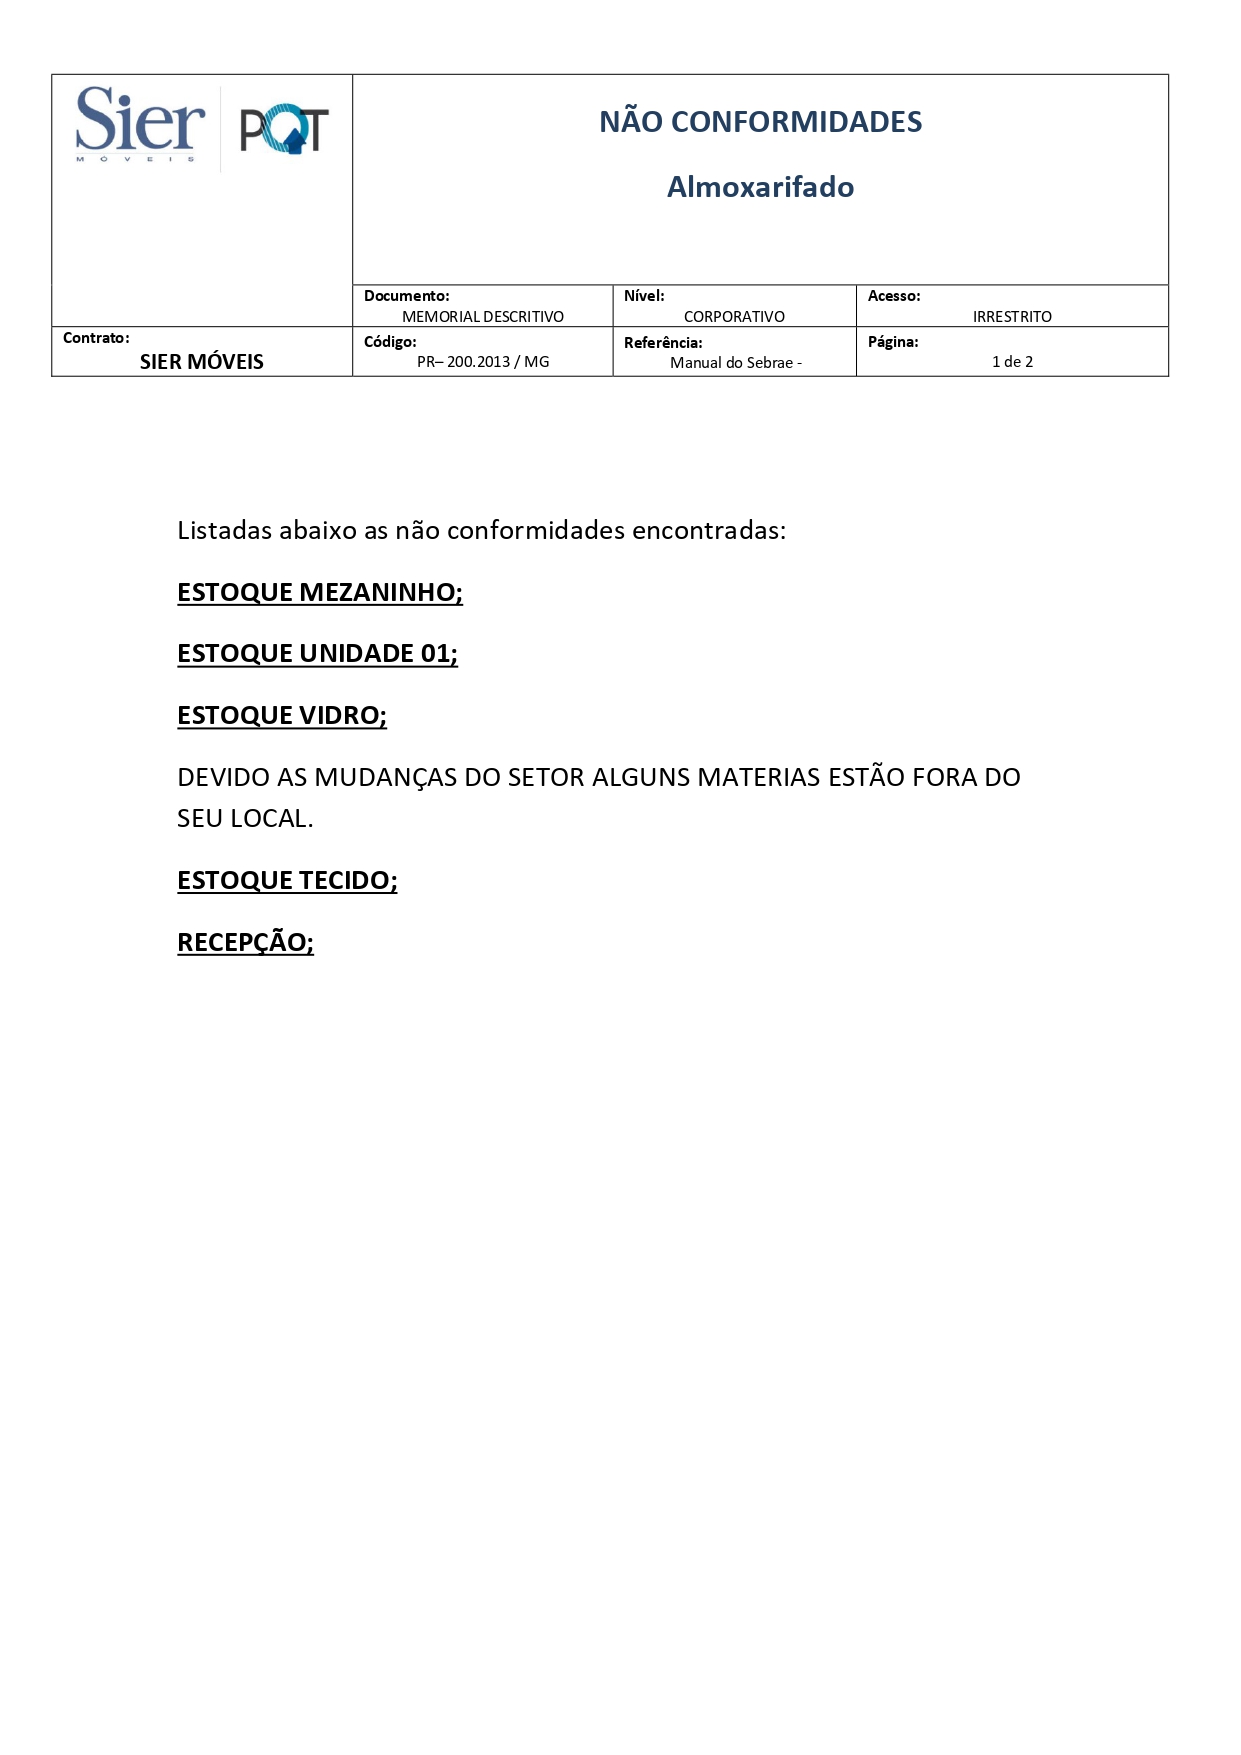 Sier
MÓVEIS
PQT
NÃO CONFORMIDADES
Almoxarifado
Documento:
MEMORIAL DESCRITIVO
Nível:
CORPORATIVO
Acesso:
IRRESTRITO
Contrato:
SIER MÓVEIS
Código:
PR– 200.2013 / MG
Referência:
Manual do Sebrae -
Página:
1 de 2
Listadas abaixo as não conformidades encontradas:
ESTOQUE MEZANINHO;
ESTOQUE UNIDADE 01;
ESTOQUE VIDRO;
DEVIDO AS MUDANÇAS DO SETOR ALGUNS MATERIAS ESTÃO FORA DO
SEU LOCAL.
ESTOQUE TECIDO;
RECEPÇÃO;